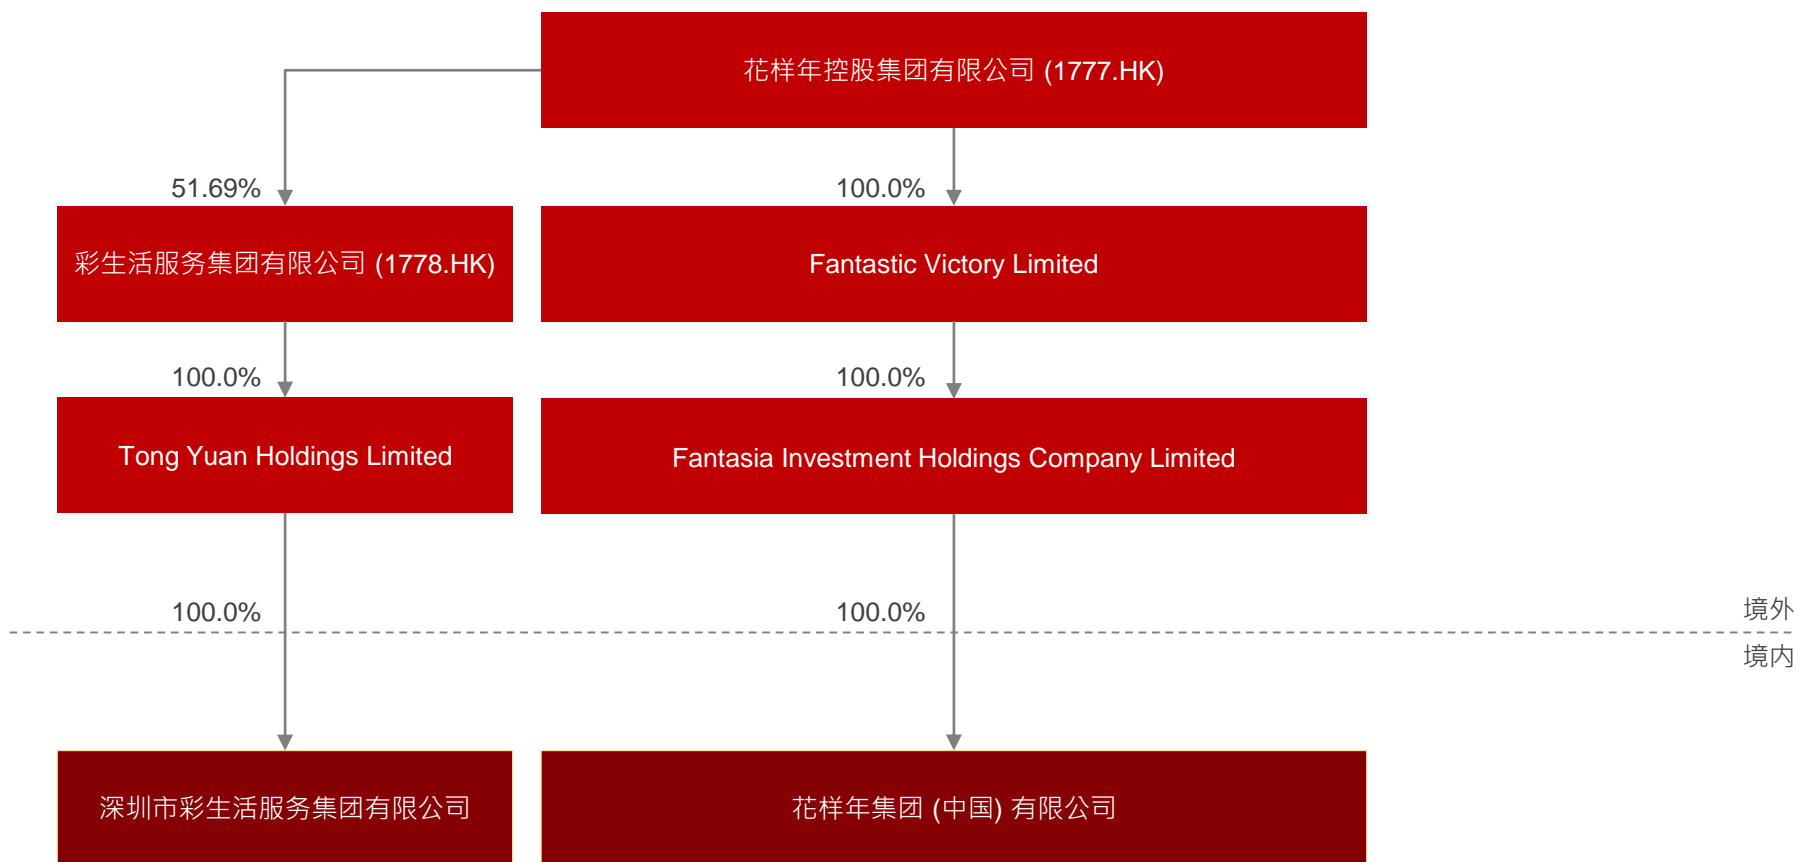 花样年控股集团有限公司 (1777.HK)
51.69%
100.0%
彩生活服务集团有限公司 (1778.HK)
Fantastic Victory Limited
100.0%
100.0%
Tong Yuan Holdings Limited
Fantasia Investment Holdings Company Limited
100.0%
100.0%
境外
境内
深圳市彩生活服务集团有限公司
花样年集团 (中国) 有限公司